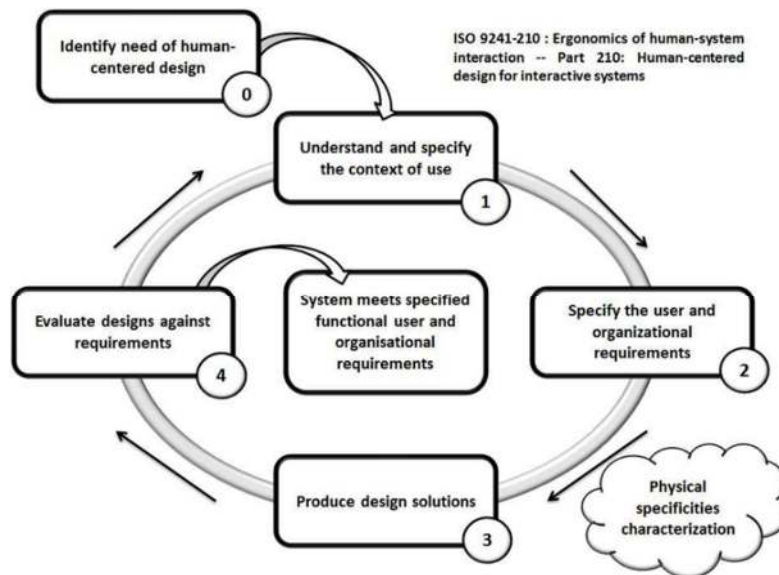 Identify need of human-
centered design
0
ISO 9241-210 : Ergonomics of human-system
interaction -- Part 210: Human-centered
design for interactive systems
Understand and specify
the context of use
1
Evaluate designs against
requirements
4
System meets specified
functional user and
organisational
requirements
Specify the user and
organizational
requirements
2
Produce design solutions
3
Physical
specificities
characterization